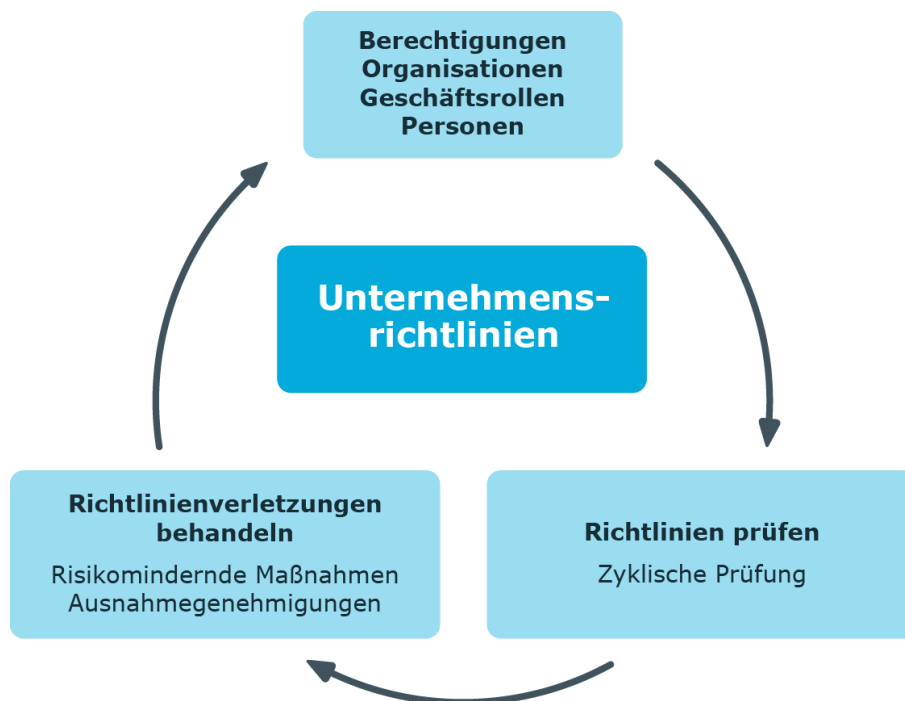 Berechtigungen
Organisationen
Geschäftsrollen
Personen
Unternehmens-
richtlinien
Richtlinienverletzungen
behandeln
Risikomindernde Maßnahmen
Ausnahmegenehmigungen
Richtlinien prüfen
Zyklische Prüfung